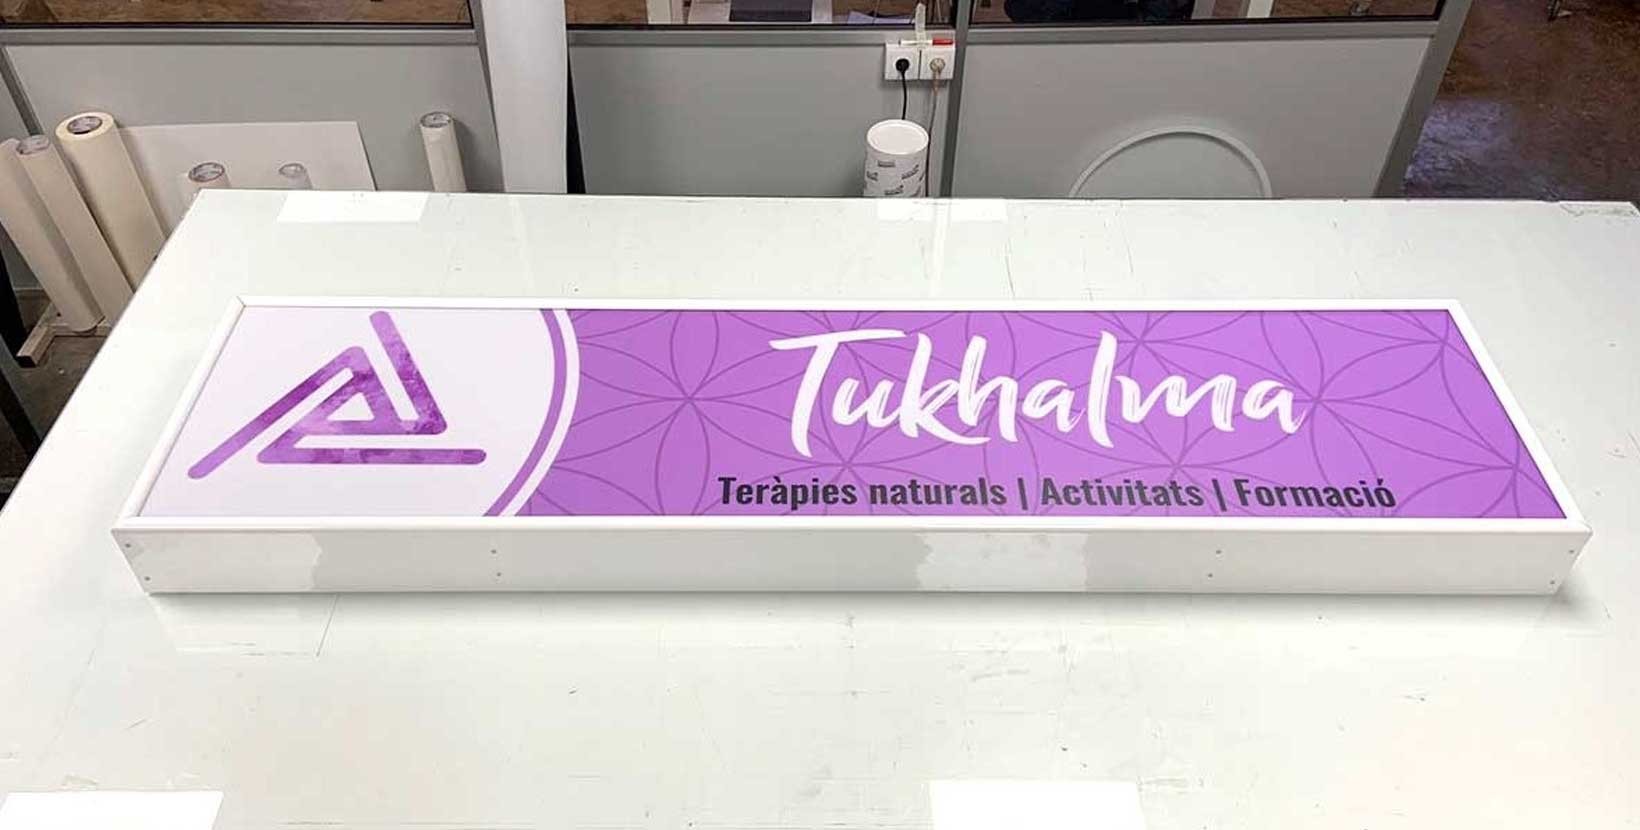 Tukhalma
Teràpies naturals | Activitats | Formació